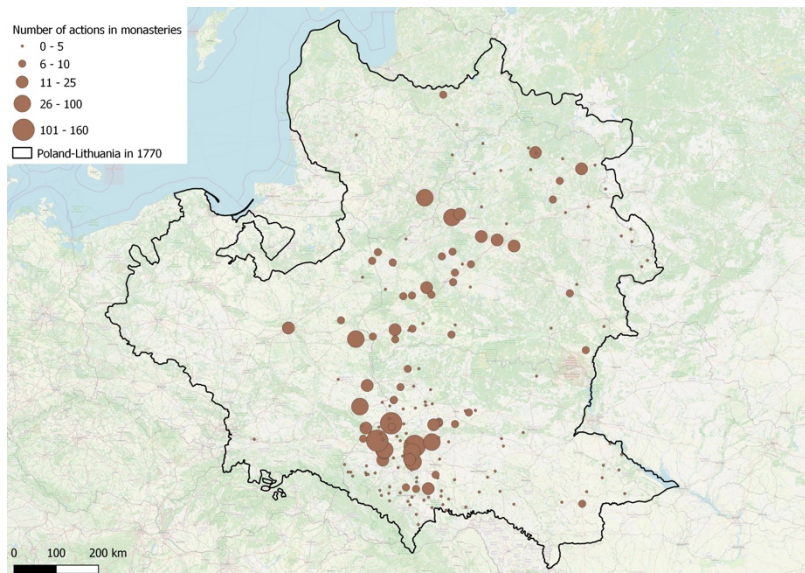 Number of actions in monasteries
0 - 5
6 - 10
11 - 25
26 - 100
101 - 160
Poland-Lithuania in 1770
0 100 200 km